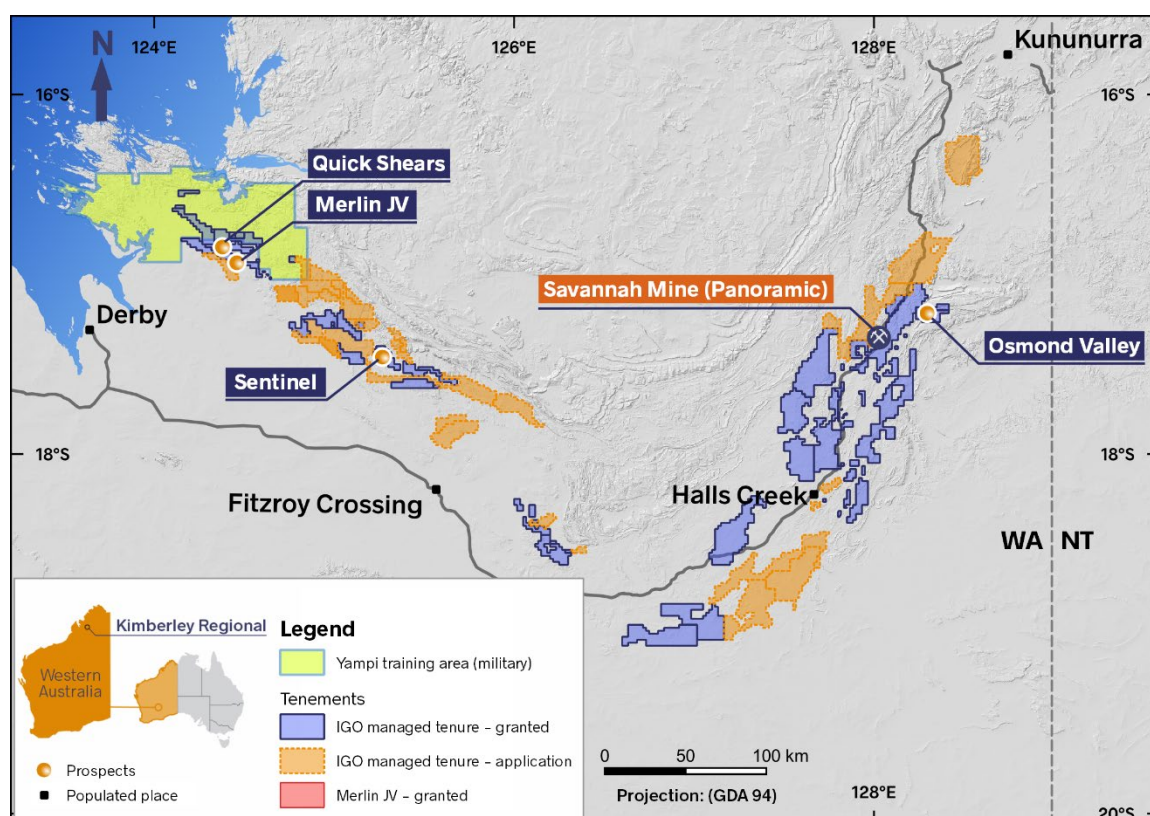 N
124°E
126°E
128°E
Kununurra
16°S
16°S
Quick Shears
Merlin JV
Savannah Mine (Panoramic)
Derby
Osmond Valley
Sentinel
18°S
18°S
Halls Creek
Fitzroy Crossing
WA NT
Kimberley Regional
Western
Australia
Prospects
Populated place
Legend
Yampi training area (military)
Tenements
IGO managed tenure – granted
IGO managed tenure – application
Merlin JV – granted
0 50 100 km
Projection: (GDA 94)
128°E
20°S